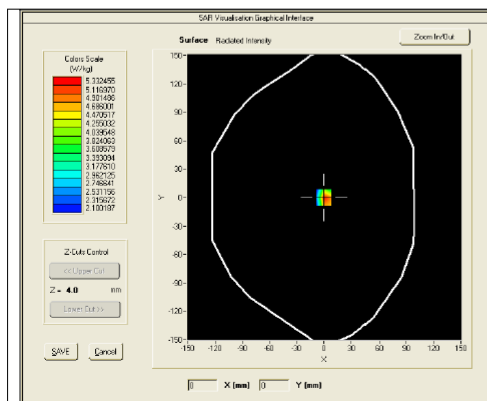 SAR Visualisation Graphical Interface
Surface Radiated Intensity
Zoom In/Out
Colors Scale
(W/kg)
5.332455
5.116970
4.901486
4.686001
4.470517
4.255032
4.039548
3.824063
3.608579
3.393094
3.177610
2.962125
2.746641
2.531156
2.315672
2.100187
Z-Cuts Control
<< Upper Cut
Z = 4.0 mm
Lower Cut >>
SAVE Cancel
150
120
90
60
30
Y 0
-30
-60
-90
-120
-150
-150 -120 -90 -60 -30 0 30 60 90 120 150
X
0 X (mm) 0 Y (mm)